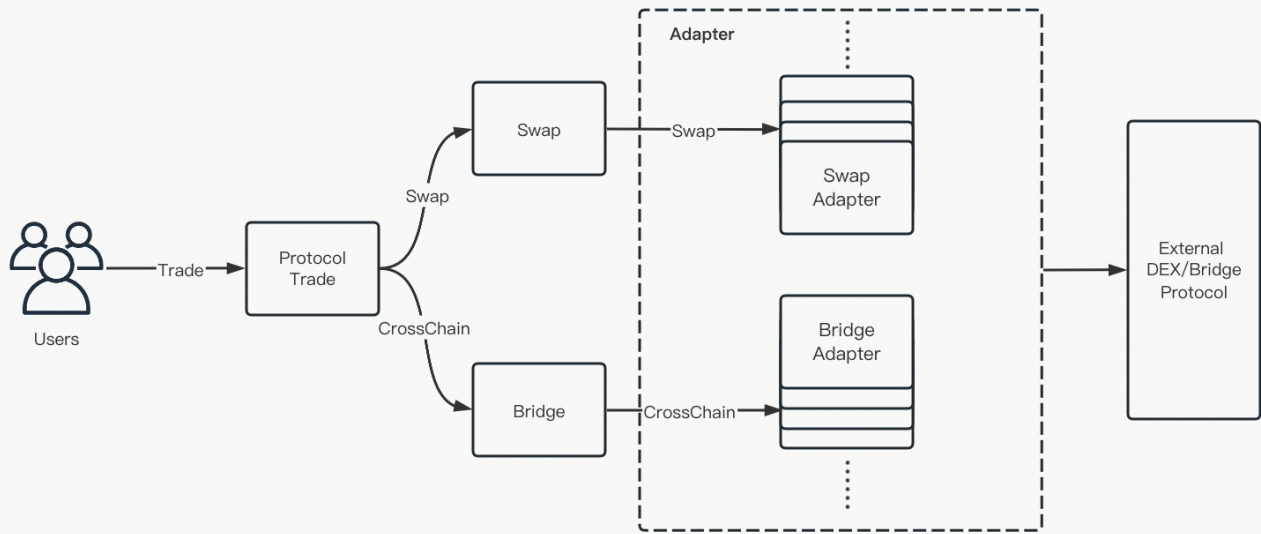 Adapter
Swap
Swap
Swap
Swap
Adapter
Protocol
Trade
Trade
Users
CrossChain
Bridge
CrossChain
Bridge
Adapter
External
DEX/Bridge
Protocol